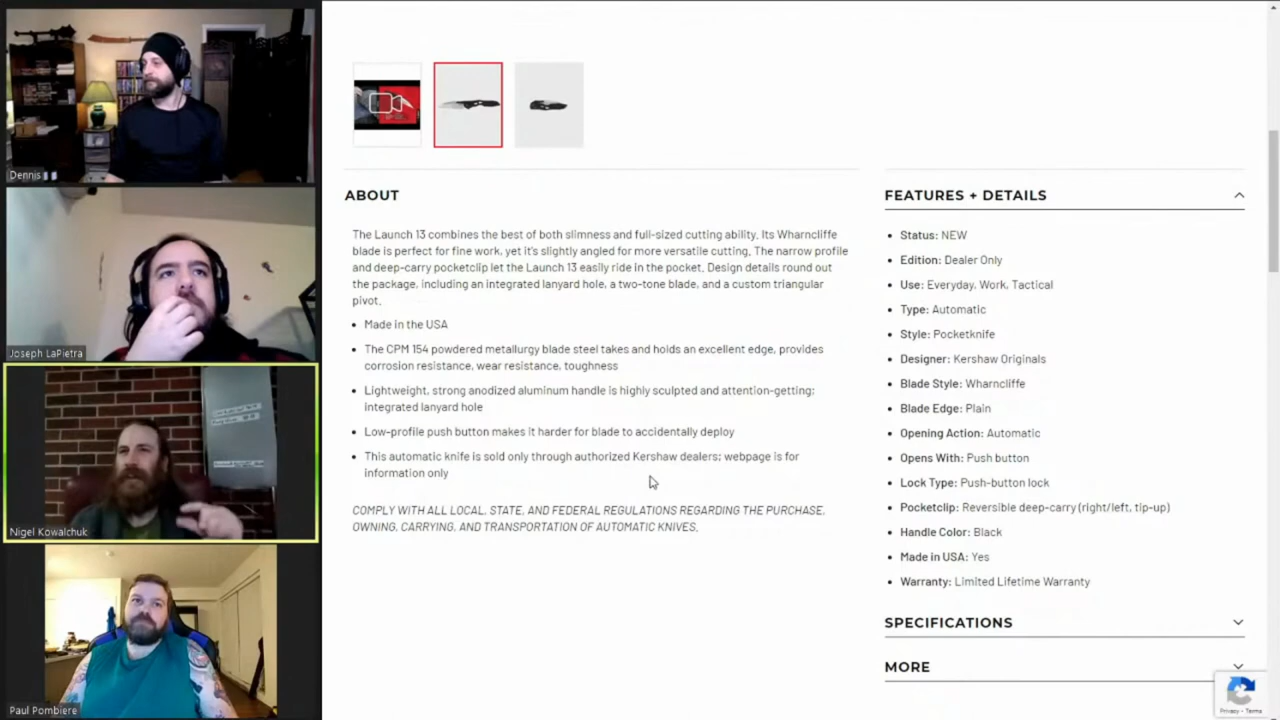 Dennis
Joseph LaPietra
Nigel Kowalchuk
Paul Pombiere
ABOUT
The Launch 13 combines the best of both slimness and full-sized cutting ability. Its Wharncliffe
blade is perfect for fine work, yet it's slightly angled for more versatile cutting. The narrow profile
and deep-carry pocketclip let the Launch 13 easily ride in the pocket. Design details round out
the package, including an integrated lanyard hole, a two-tone blade, and a custom triangular
pivot.
• Made in the USA
• The CPM 154 powdered metallurgy blade steel takes and holds an excellent edge, provides
corrosion resistance, wear resistance, toughness
• Lightweight, strong anodized aluminum handle is highly sculpted and attention-getting;
integrated lanyard hole
• Low-profile push button makes it harder for blade to accidentally deploy
• This automatic knife is sold only through authorized Kershaw dealers; webpage is for
information only
COMPLY WITH ALL LOCAL, STATE, AND FEDERAL REGULATIONS REGARDING THE PURCHASE,
OWNING, CARRYING, AND TRANSPORTATION OF AUTOMATIC KNIVES.
FEATURES + DETAILS
• Status: NEW
• Edition: Dealer Only
• Use: Everyday, Work, Tactical
• Type: Automatic
• Style: Pocketknife
• Designer: Kershaw Originals
• Blade Style: Wharncliffe
• Blade Edge: Plain
• Opening Action: Automatic
• Opens With: Push button
• Lock Type: Push-button lock
• Pocketclip: Reversible deep-carry (right/left, tip-up)
• Handle Color: Black
• Made in USA: Yes
• Warranty: Limited Lifetime Warranty
SPECIFICATIONS
MORE
Privacy - Terms